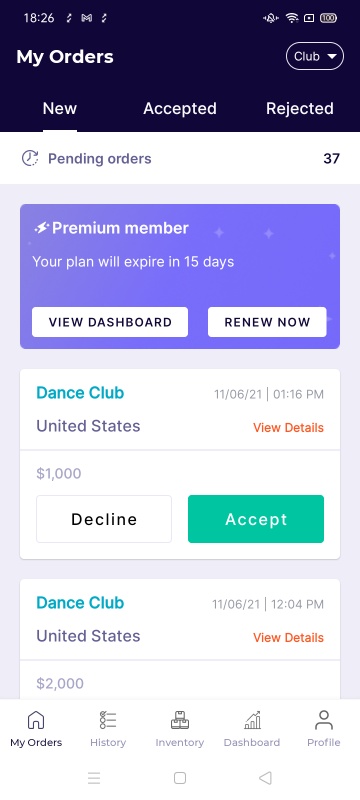 18:26
100
My Orders
Club
New Accepted Rejected
Pending orders 37
Premium member
Your plan will expire in 15 days
VIEW DASHBOARD RENEW NOW
Dance Club 11/06/21 | 01:16 PM
United States View Details
$1,000
Decline Accept
Dance Club 11/06/21 | 12:04 PM
United States View Details
$2,000
My Orders History Inventory Dashboard Profile